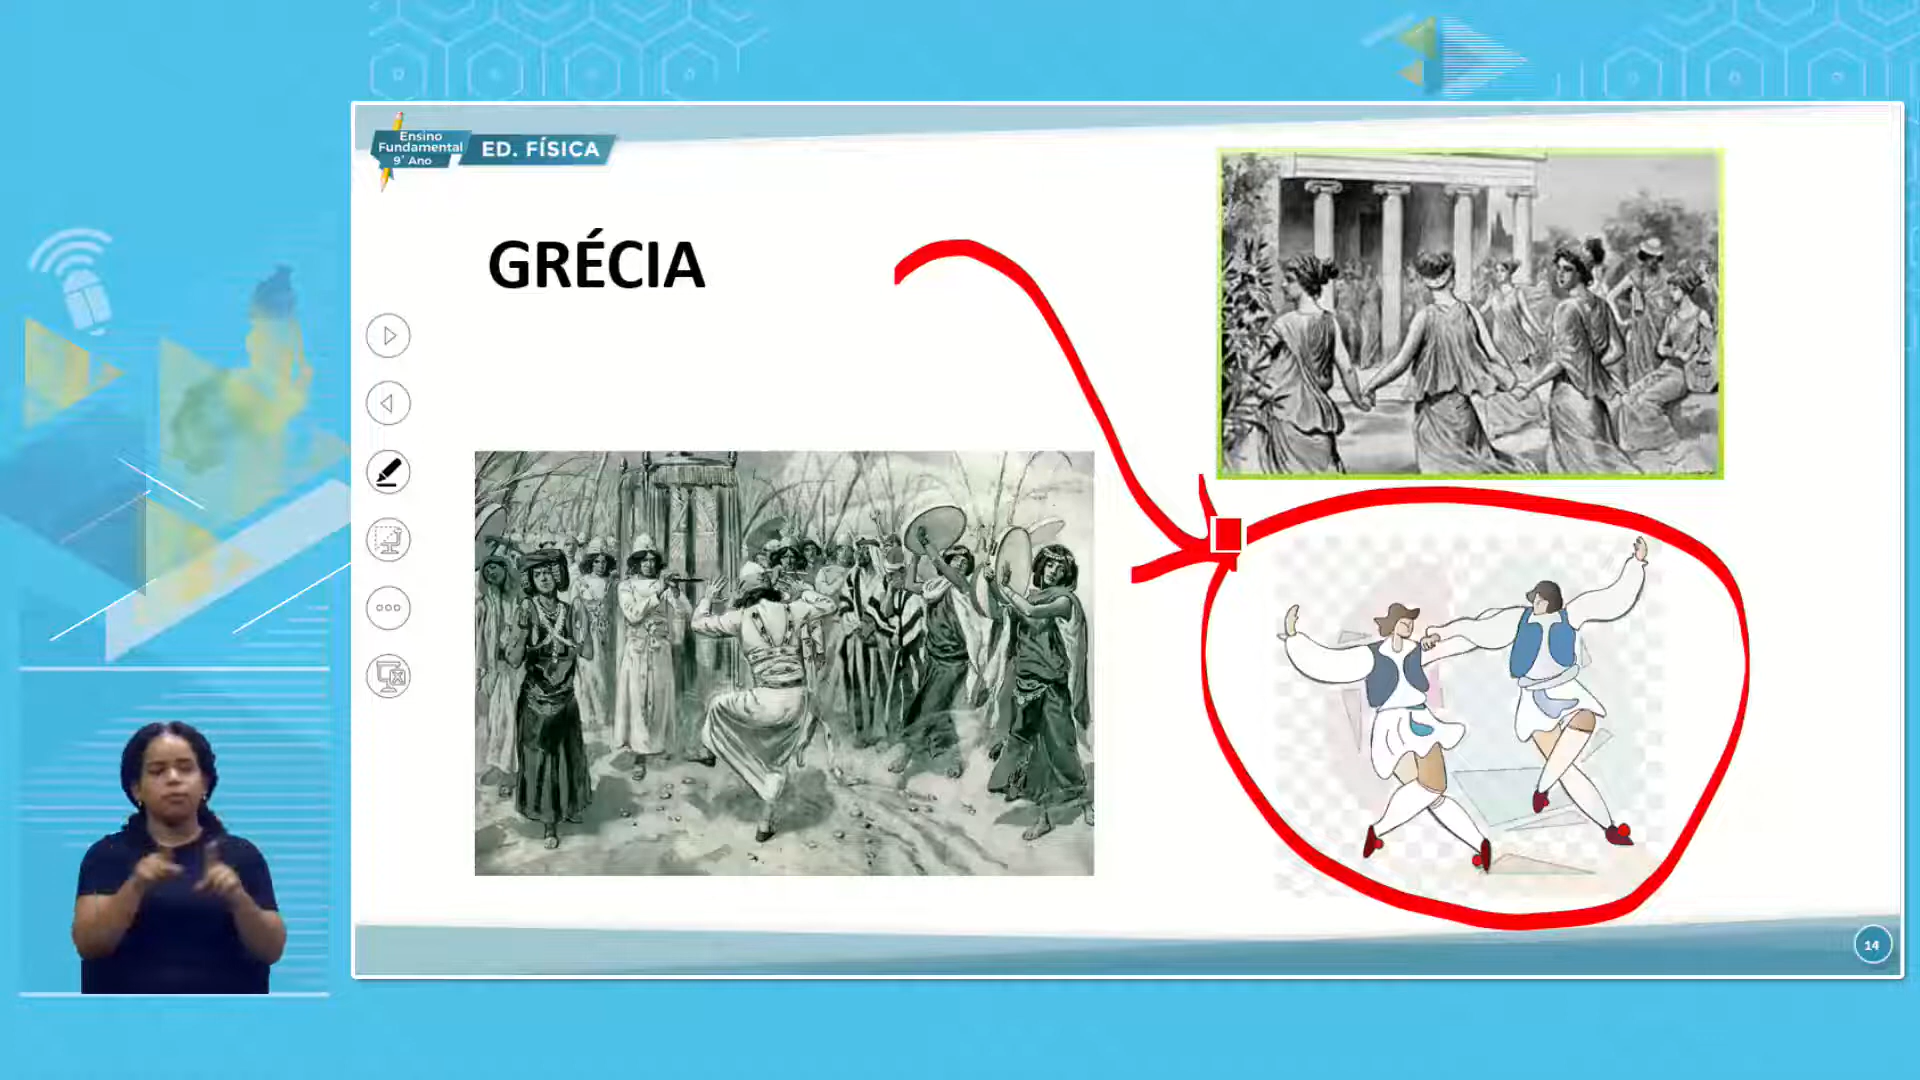 Ensino
Fundamental
9° Ano
ED. FÍSICA
GRÉCIA
14